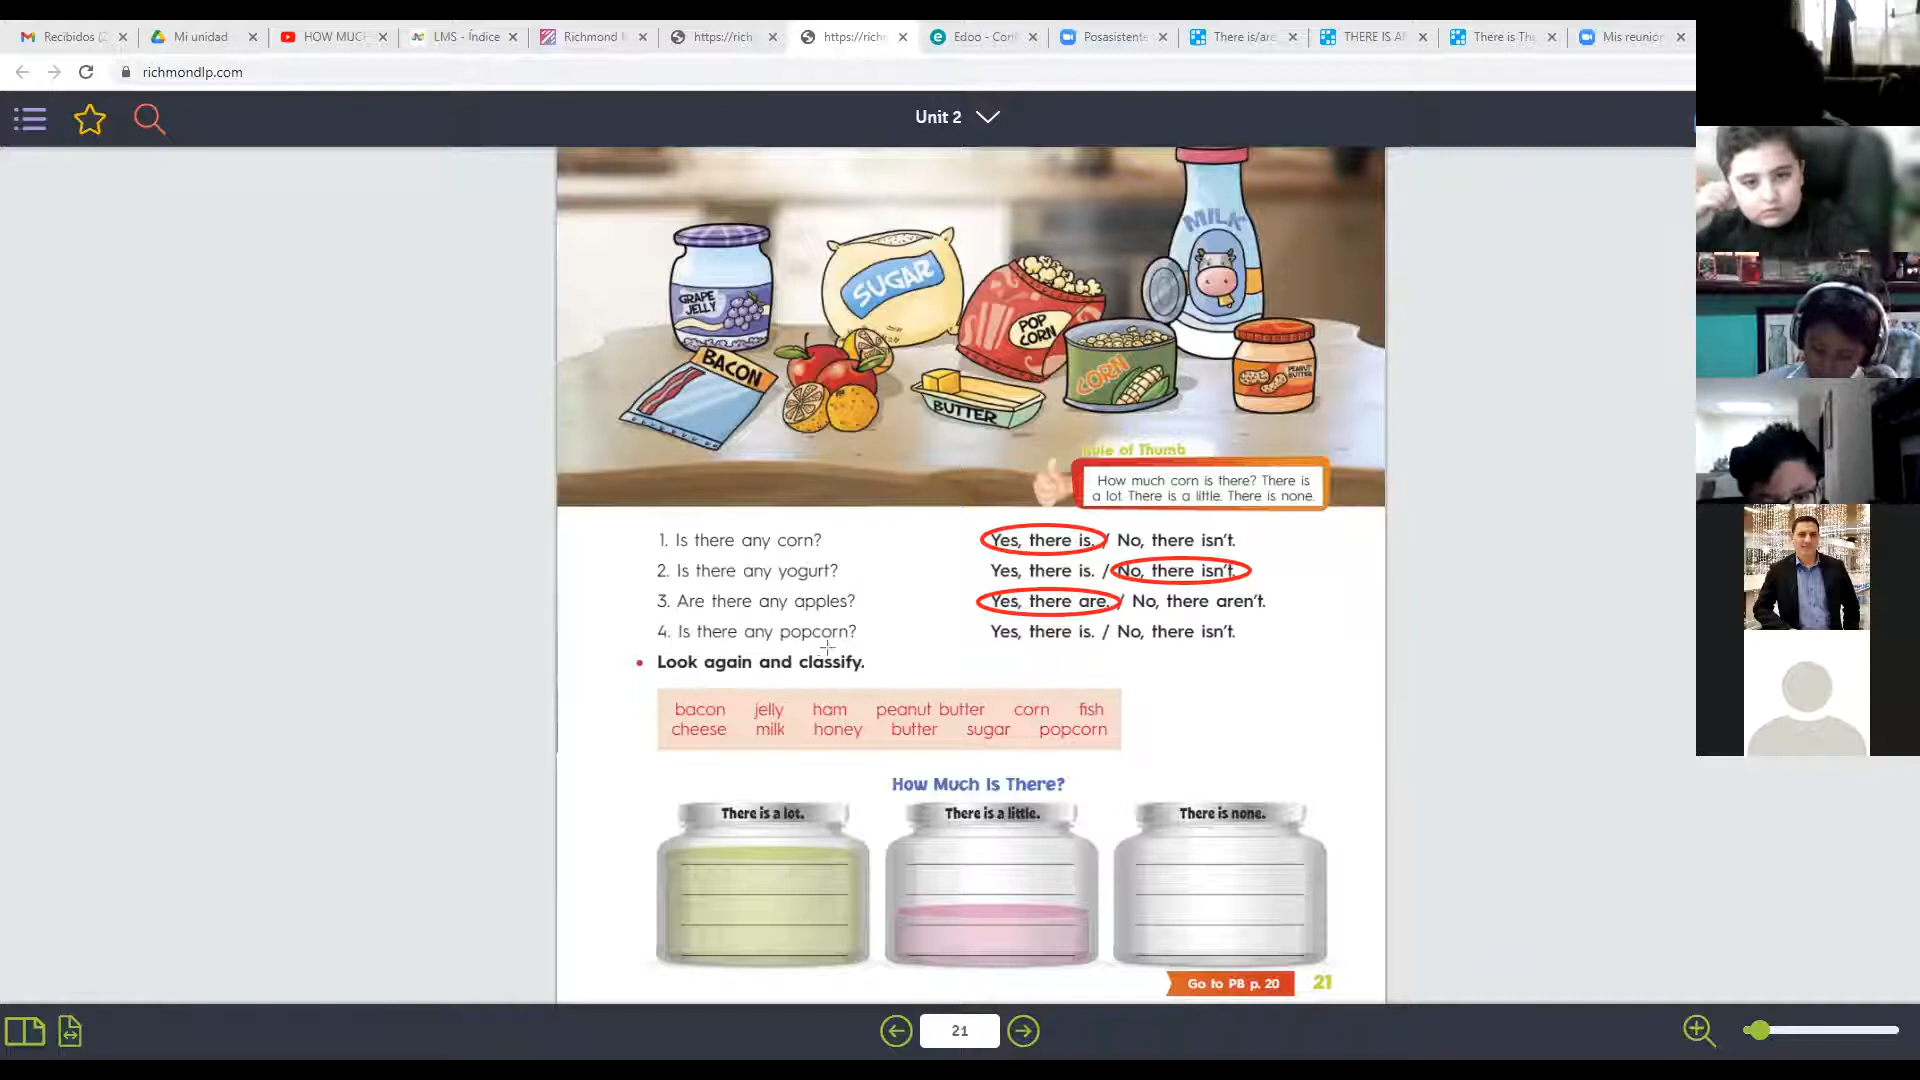 Recibidos (2
Mi unidad
HOW MUCH
LMS - Índice
Richmond
https://rich
https://richr
Edoo - Con
Posasistente
There is/are
THERE IS A
There is Th
Mis reunior
richmondlp.com
Unit 2
MILK
GRAPE
JELLY
SUGAR
POP
CORN
BACON
CORN
PEANUT
BUTTER
BUTTER
Rule of Thumb
How much corn is there? There is
a lot. There is a little. There is none.
1. Is there any corn? Yes, there is. / No, there isn't.
2. Is there any yogurt? Yes, there is. / No, there isn't.
3. Are there any apples? Yes, there are. / No, there aren't.
4. Is there any popcorn? Yes, there is. / No, there isn't.
• Look again and classify.
bacon jelly ham peanut butter corn fish
cheese milk honey butter sugar popcorn
How Much Is There?
There is a lot. There is a little. There is none.
Go to PB p. 20 21
21